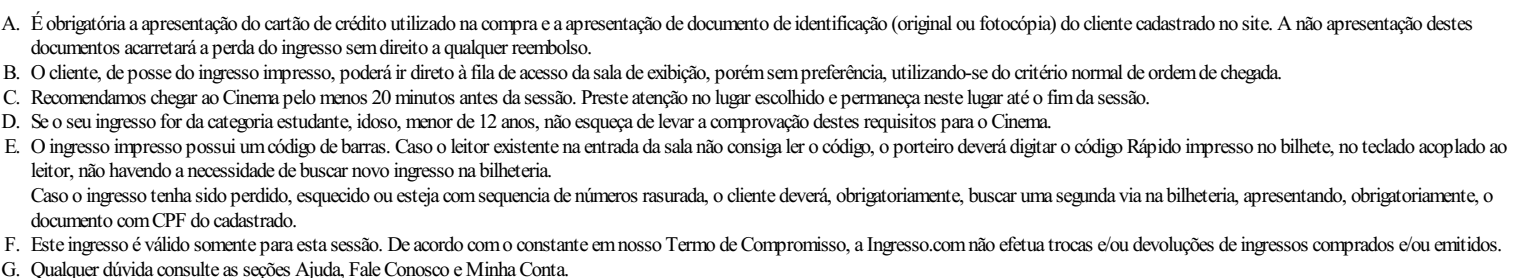 A. É obrigatória a apresentação do cartão de crédito utilizado na compra e a apresentação de documento de identificação (original ou fotocópia) do cliente cadastrado no site. A não apresentação destes
documentos acarretará a perda do ingresso sem direito a qualquer reembolso.
B. O cliente, de posse do ingresso impresso, poderá ir direto à fila de acesso da sala de exibição, porém sem preferência, utilizando-se do critério normal de ordem de chegada.
C. Recomendamos chegar ao Cinema pelo menos 20 minutos antes da sessão. Preste atenção no lugar escolhido e permaneça neste lugar até o fim da sessão.
D. Se o seu ingresso for da categoria estudante, idoso, menor de 12 anos, não esqueça de levar a comprovação destes requisitos para o Cinema.
E. O ingresso impresso possui um código de barras. Caso o leitor existente na entrada da sala não consiga ler o código, o porteiro deverá digitar o código Rápido impresso no bilhete, no teclado acoplado ao
leitor, não havendo a necessidade de buscar novo ingresso na bilheteria.
Caso o ingresso tenha sido perdido, esquecido ou esteja com sequencia de números rasurada, o cliente deverá, obrigatoriamente, buscar uma segunda via na bilheteria, apresentando, obrigatoriamente, o
documento com CPF do cadastrado.
F. Este ingresso é válido somente para esta sessão. De acordo com o constante em nosso Termo de Compromisso, a Ingresso.com não efetua trocas e/ou devoluções de ingressos comprados e/ou emitidos.
G. Qualquer dúvida consulte as seções Ajuda, Fale Conosco e Minha Conta.